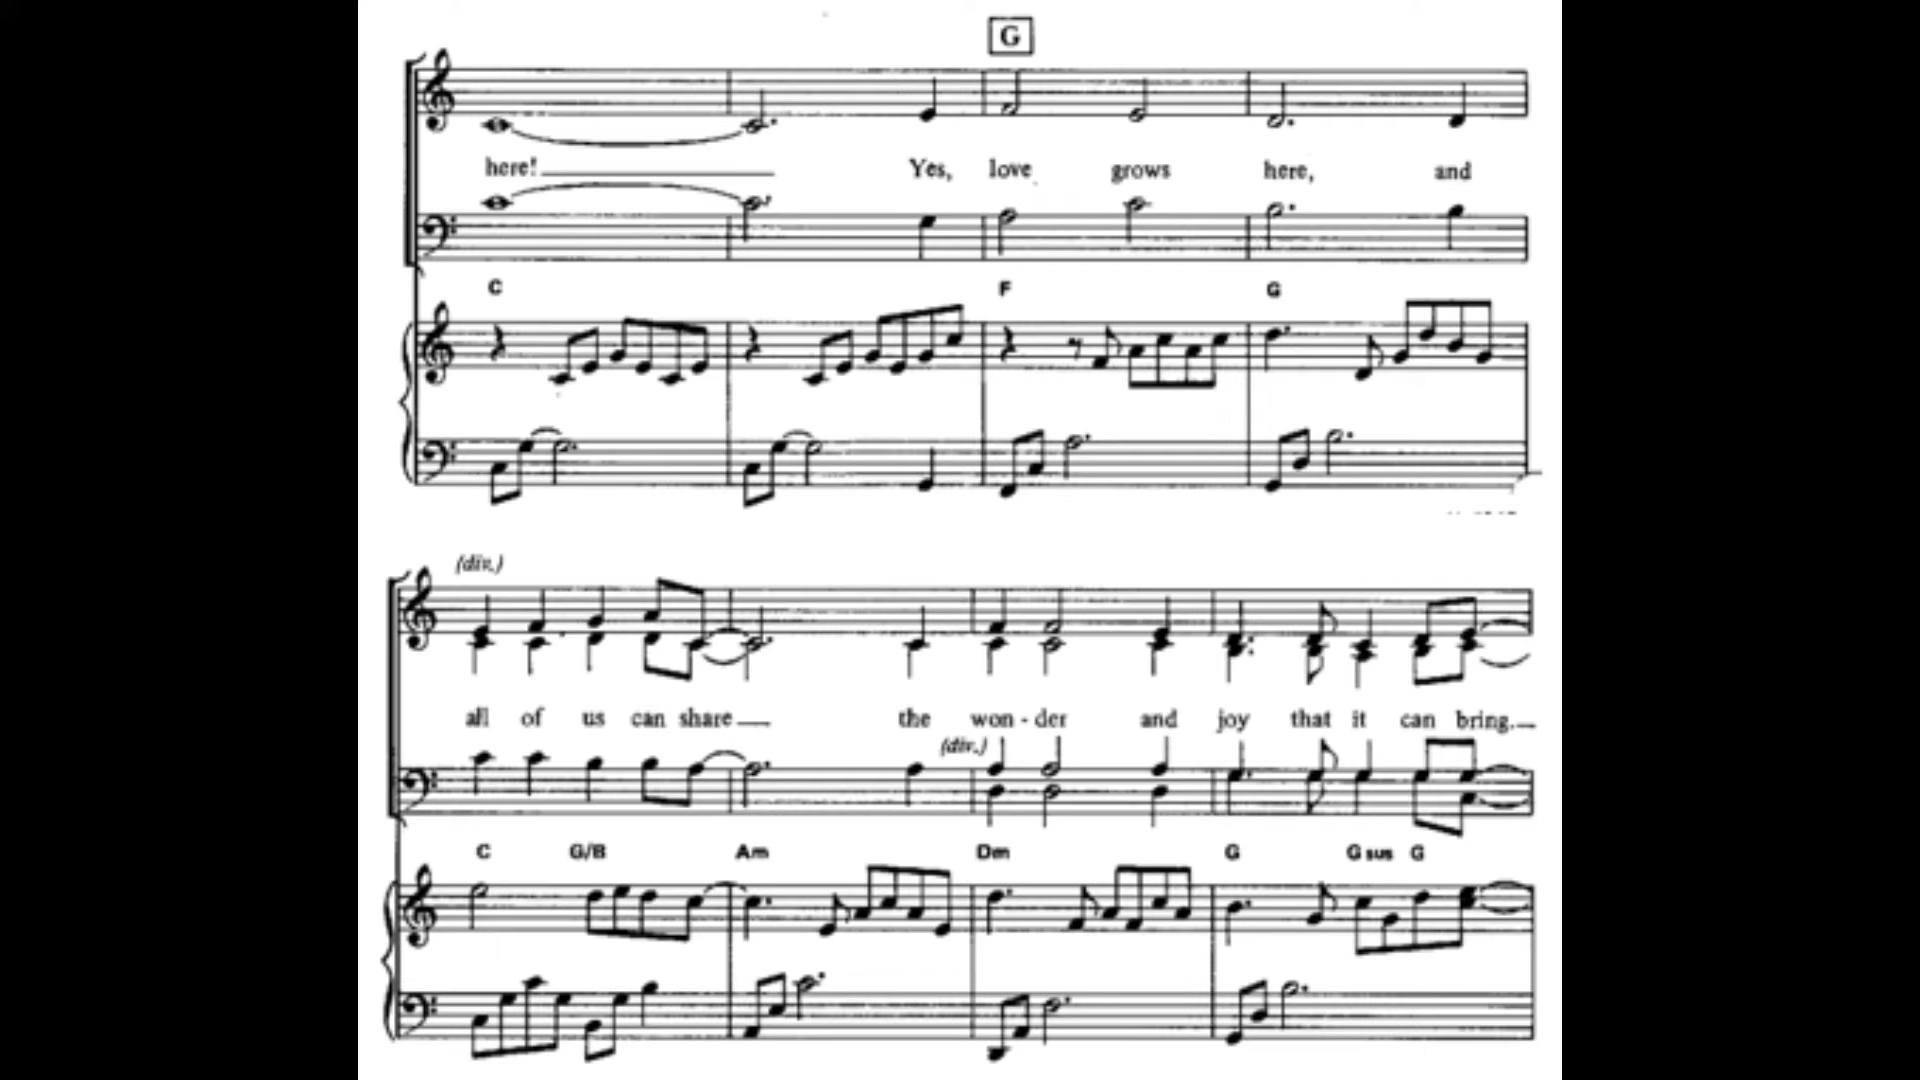 G
here! Yes, love grows here, and
C F G
(div.)
all of us can share the won - der and joy that it can bring.
(div.)
C G/B Am Dm G G sus G